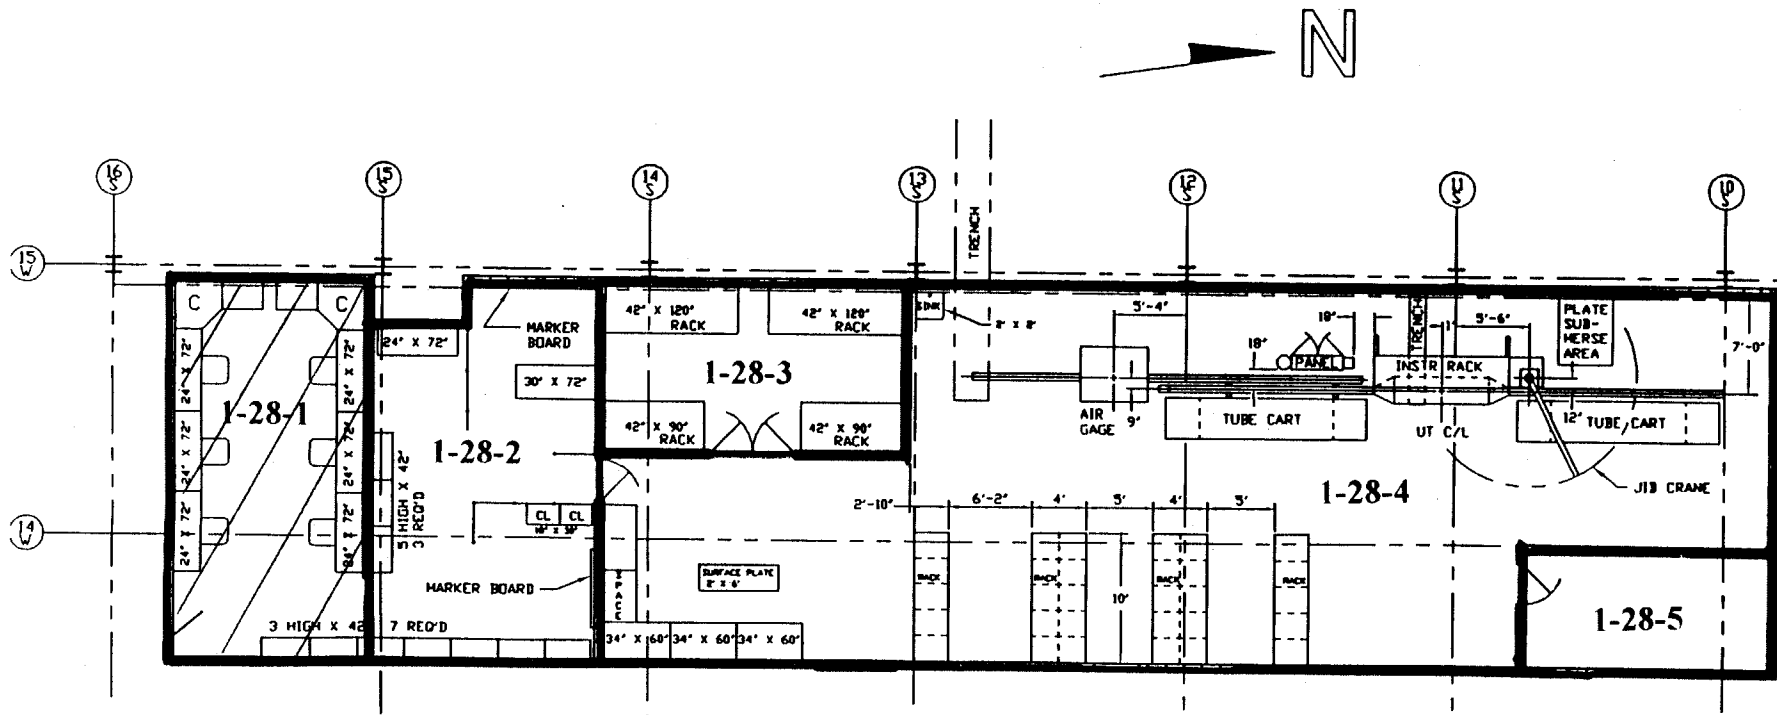 N
16 S
15 S
14 S
13 S
12 S
11 S
10 S
15 W
14 W
TRENCH
C
C
24" X 72"
24" X 72"
24" X 72"
24" X 72"
24" X 72"
1-28-1
24" X 72"
MARKER
BOARD
30" X 72"
1-28-2
5 HIGH X 42"
3 REQ'D
CL
CL
MARKER BOARD
3 HIGH X 42
7 REQ'D
42" X 120"
RACK
42" X 120"
RACK
1-28-3
42" X 90"
RACK
42" X 90"
RACK
SURFACE PLATE
2' X 6'
34" X 60"
34" X 60"
34" X 60"
SINK
2' X 2'
5'-4"
AIR
GAGE
9"
18"
18"
PANEL
TRENCH
INSTR RACK
1'
5'-6"
PLATE
SUB-
MERSE
AREA
7'-0"
TUBE CART
UT C/L
12"
TUBE CART
JIB CRANE
1-28-4
2'-10"
6'-2"
4'
5'
4'
5'
RACK
RACK
10'
RACK
RACK
1-28-5